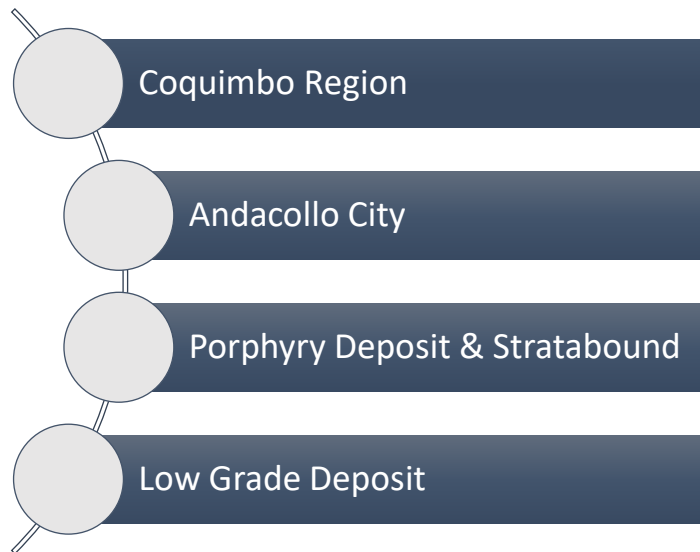 Coquimbo Region
Andacollo City
Porphyry Deposit & Stratabound
Low Grade Deposit